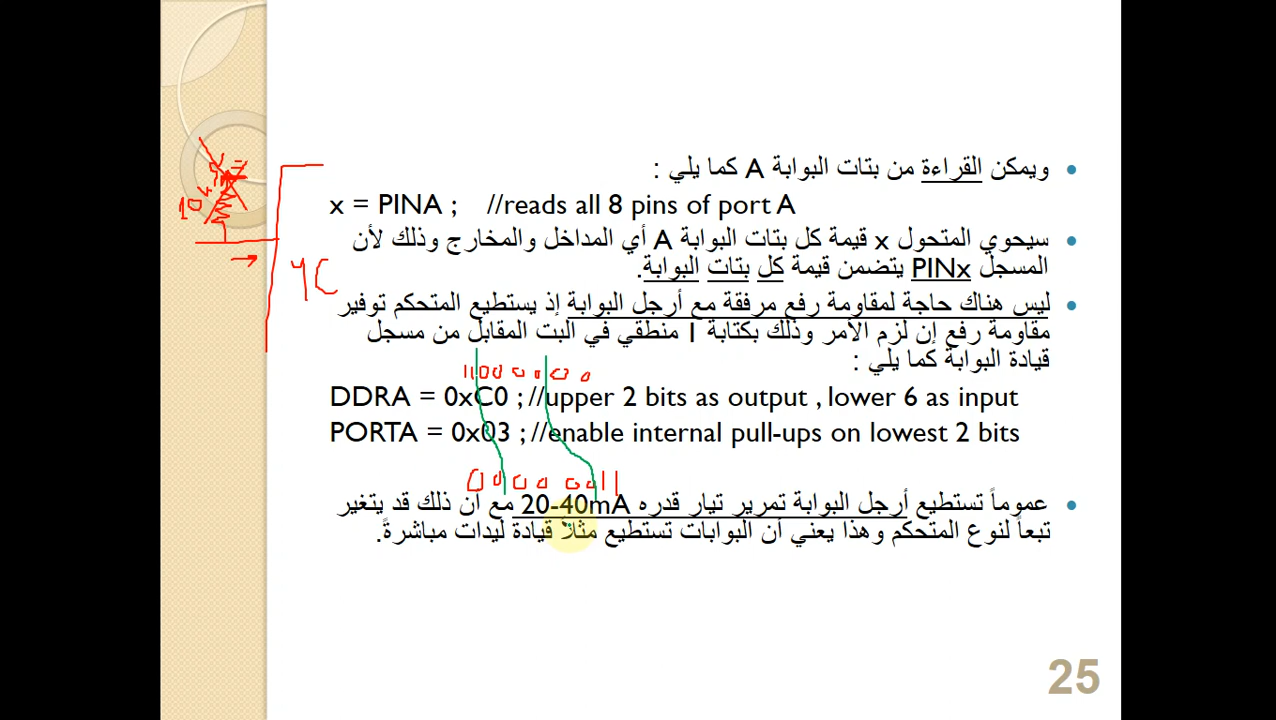 ويمكن القراءة من بتات البوابة A كما يلي :
x = PINA ; //reads all 8 pins of port A
سيحوي المتحول x قيمة كل بتات البوابة A أي المداخل والمخارج وذلك لأن
المسجل PINx يتضمن قيمة كل بتات البوابة.
ليس هناك حاجة لمقاومة رفع مرفقة مع أرجل البوابة إذ يستطيع المتحكم توفير
مقاومة رفع إن لزم الأمر وذلك بكتابة 1 منطقي في البت المقابل من مسجل
قيادة البوابة كما يلي :
DDRA = 0xC0 ; //upper 2 bits as output , lower 6 as input
PORTA = 0x03 ; //enable internal pull-ups on lowest 2 bits
عموماً تستطيع أرجل البوابة تمرير تيار قدره 20-40mA مع ان ذلك قد يتغير
تبعاً لنوع المتحكم وهذا يعني أن البوابات تستطيع مثلاً قيادة ليدات مباشرةً.
25